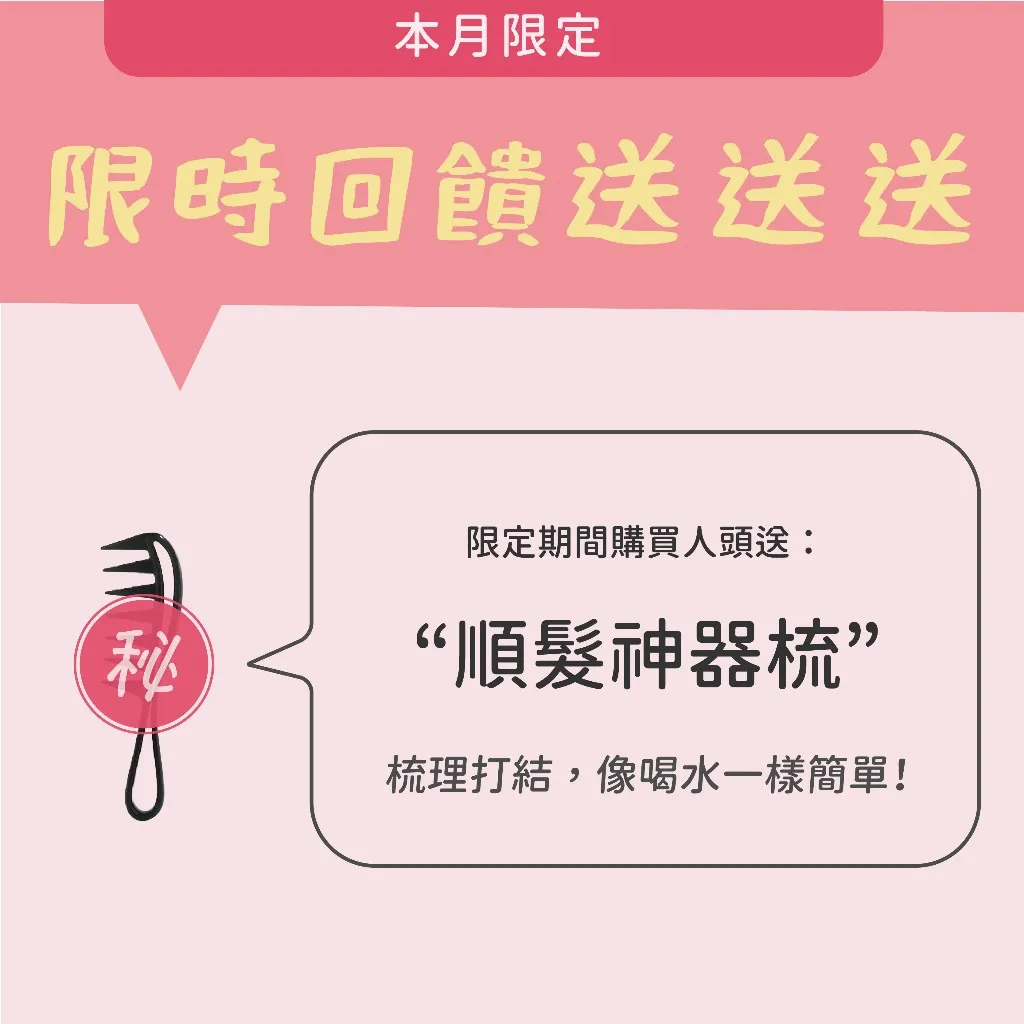 本月限定
限時回饋送送送
限定期間購買人頭送：
“順髮神器梳”
秘
梳理打結，像喝水一樣簡單！